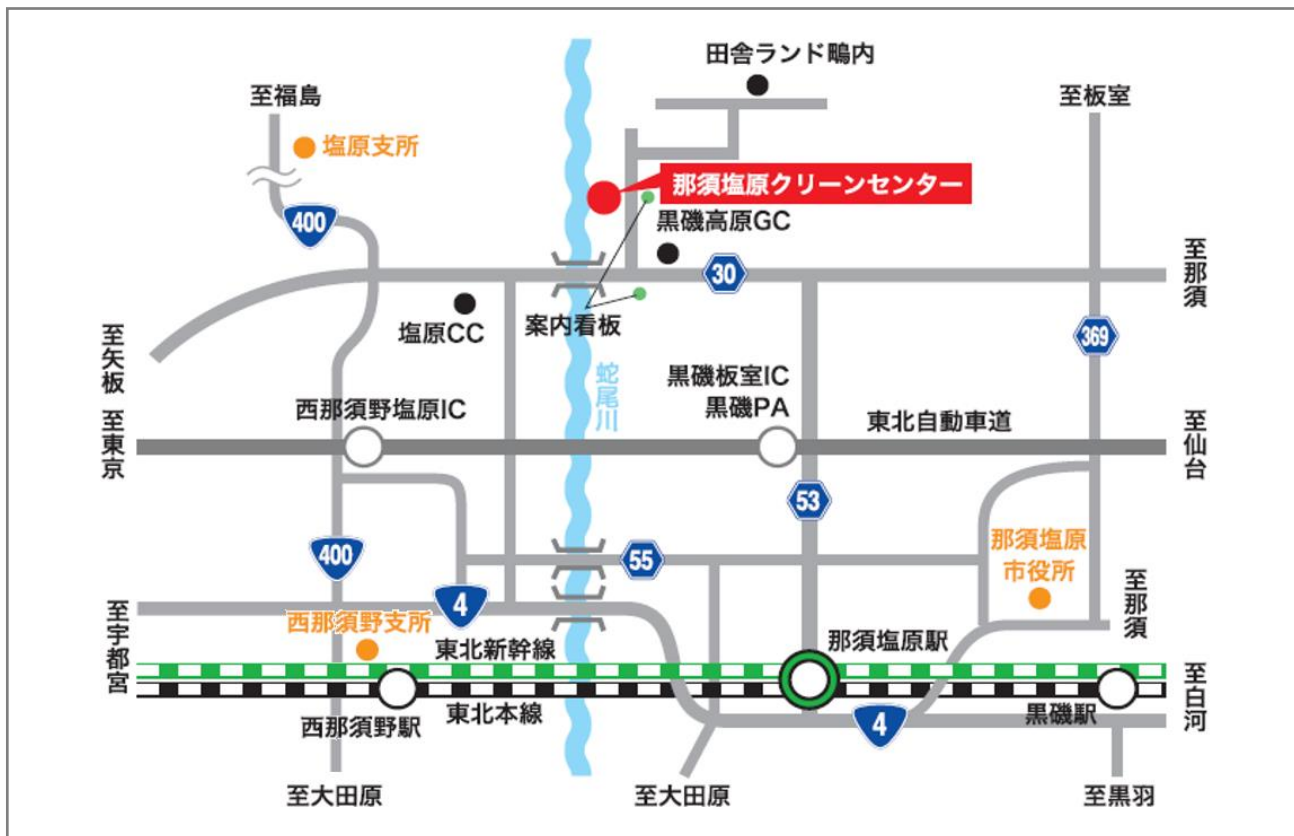 田舎ランド鴫内
至福島
至板室
塩原支所
那須塩原クリーンセンター
400
黒磯高原GC
至那須
30
塩原CC
案内看板
至矢板
369
蛇尾川
黒磯板室IC
黒磯PA
西那須野塩原IC
東北自動車道
至東京
至仙台
53
400
55
那須塩原
市役所
4
至那須
至宇都宮
西那須野支所
東北新幹線
那須塩原駅
至白河
西那須野駅
東北本線
4
黒磯駅
至大田原
至大田原
至黒羽